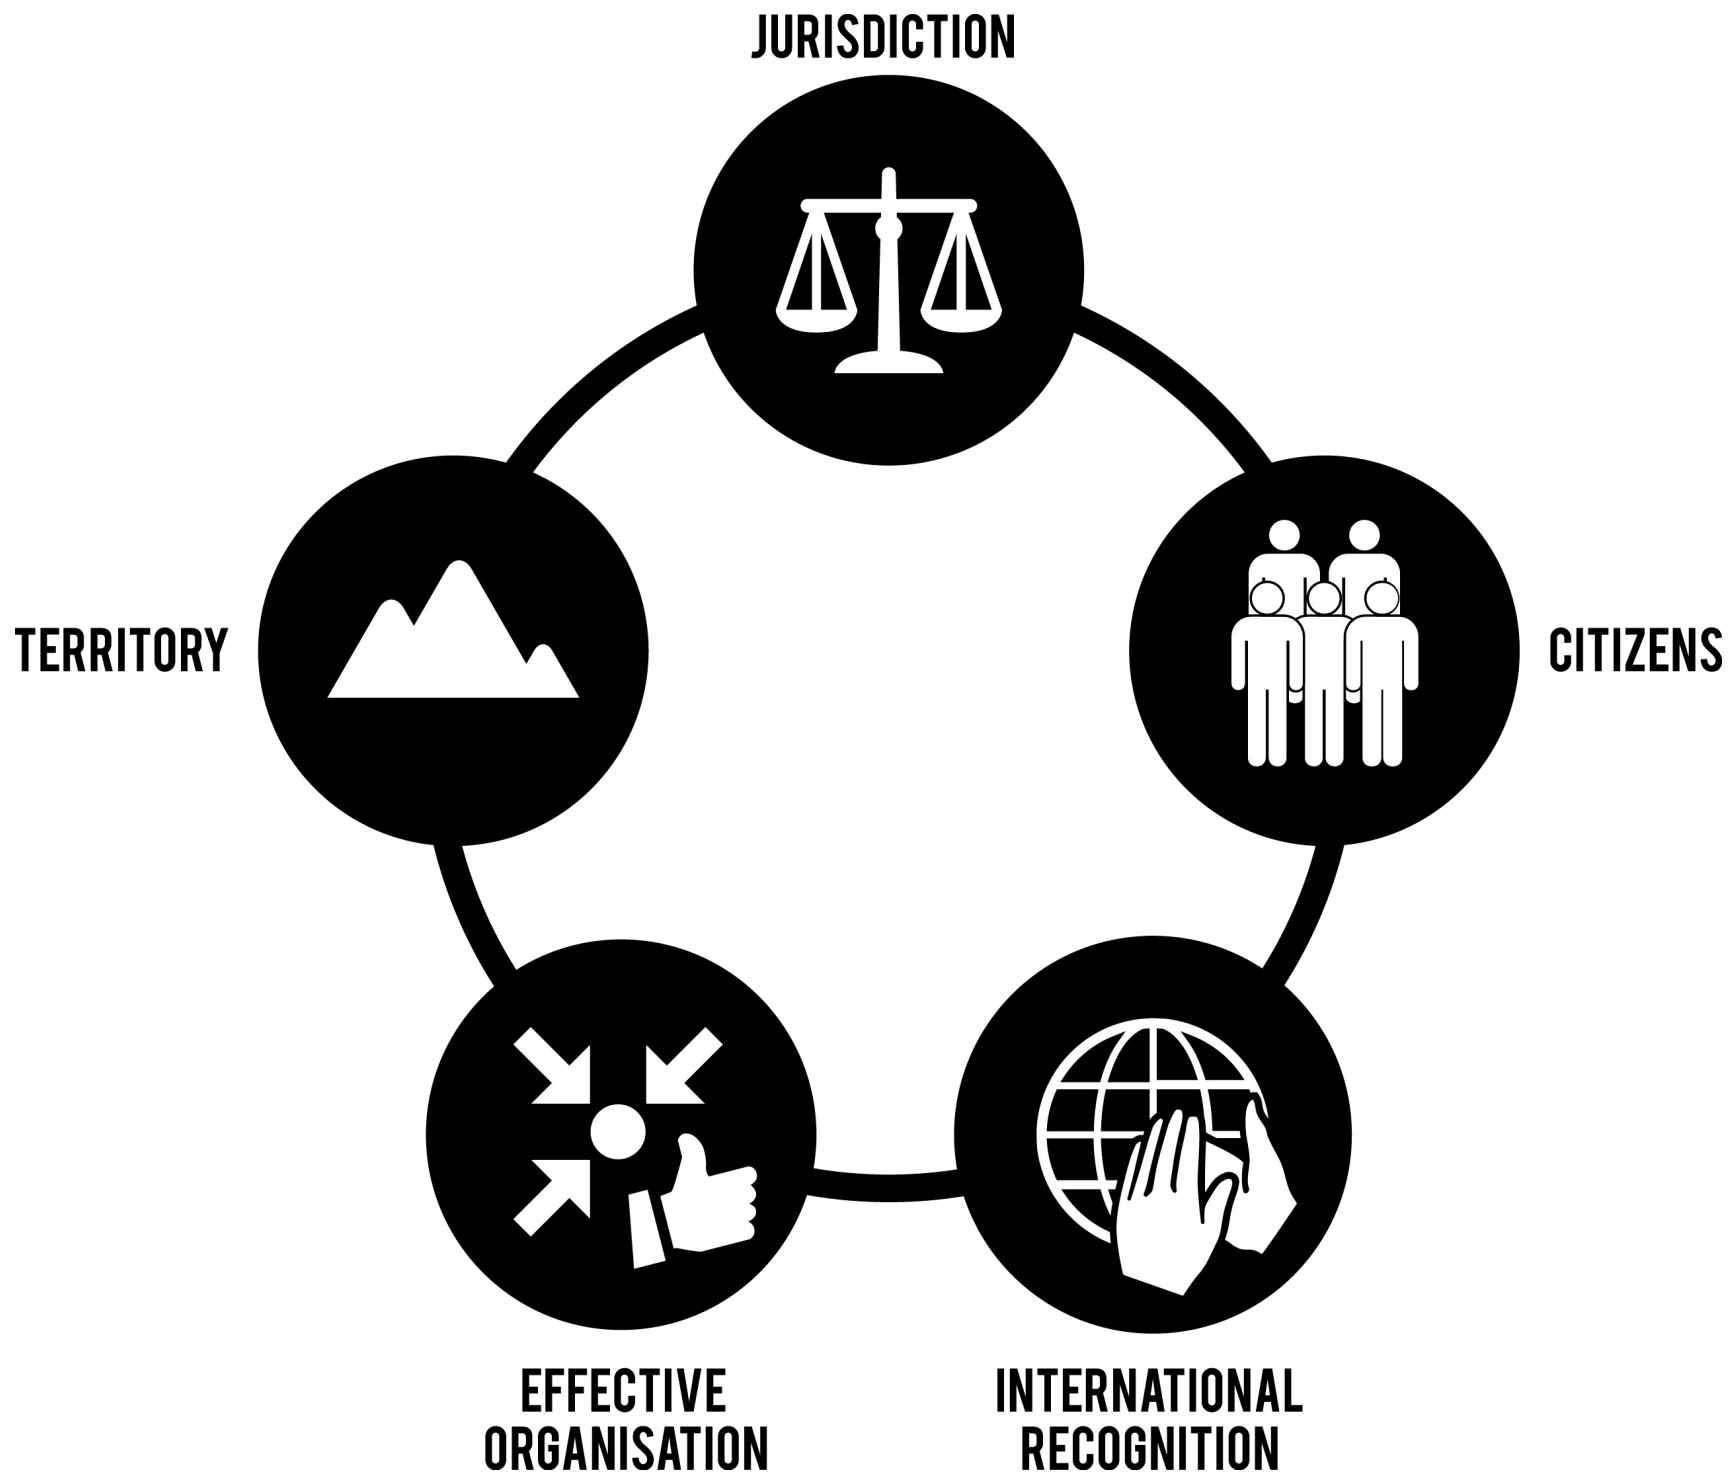 JURISDICTION
TERRITORY
CITIZENS
EFFECTIVE
ORGANISATION
INTERNATIONAL
RECOGNITION